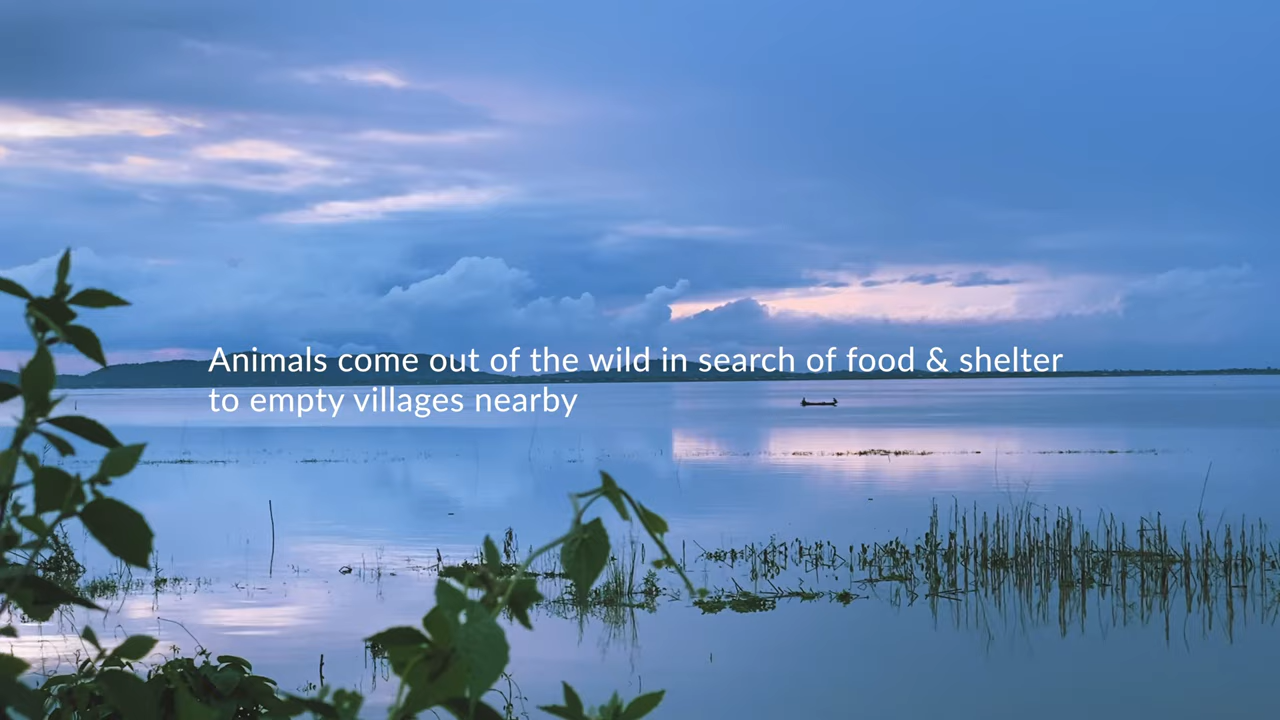 Animals come out of the wild in search of food & shelter
to empty villages nearby